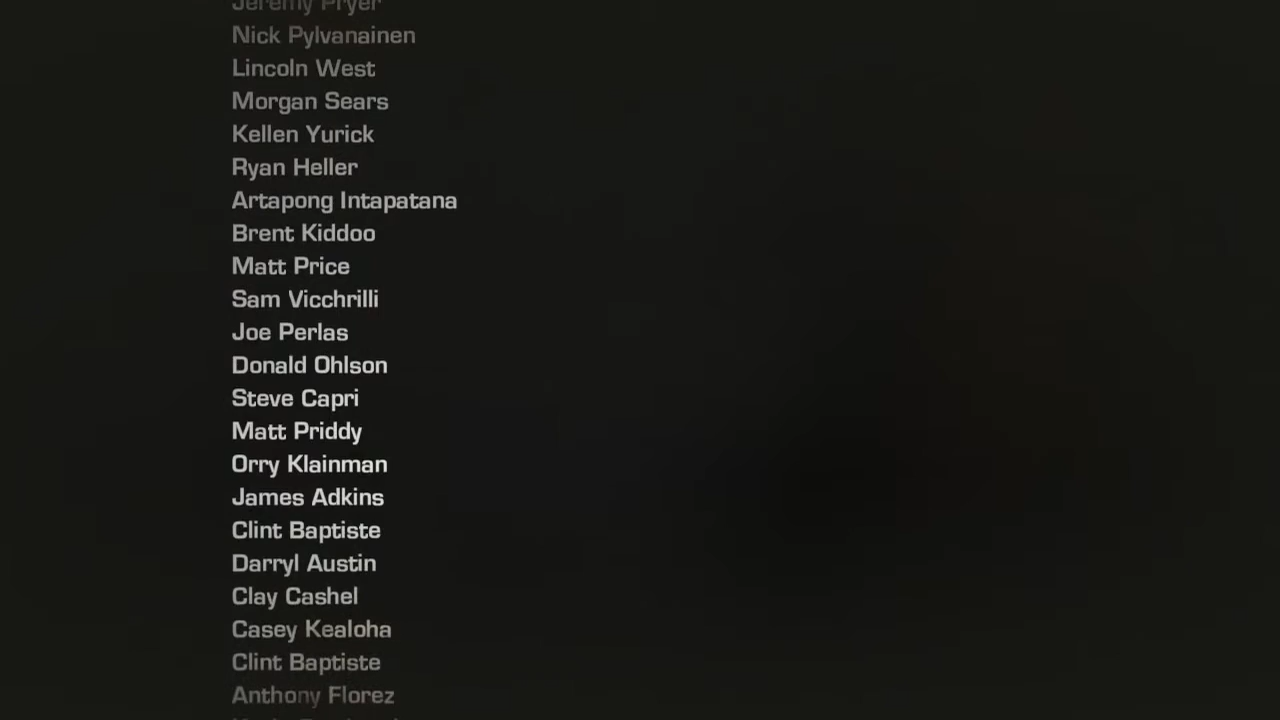 Jeremy Pryer
Nick Pylvanainen
Lincoln West
Morgan Sears
Kellen Yurick
Ryan Heller
Artapong Intapatana
Brent Kiddoo
Matt Price
Sam Vicchrilli
Joe Perlas
Donald Ohlson
Steve Capri
Matt Priddy
Orry Klainman
James Adkins
Clint Baptiste
Darryl Austin
Clay Cashel
Casey Kealoha
Clint Baptiste
Anthony Florez